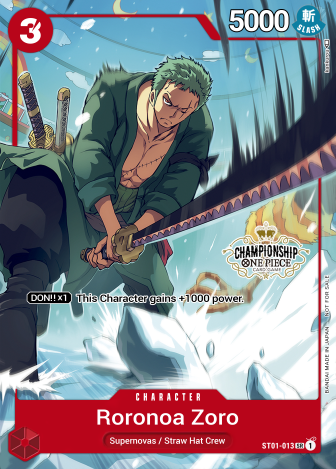 3
5000
斬
SLASH
CHAMPIONSHIP
ONE PIECE
CARD GAME
DON!!×1 This Character gains +1000 power.
BANDAI MADE IN JAPAN
NOT FOR SALE
CHARACTER
Roronoa Zoro
Supernovas / Straw Hat Crew
ST01-013 SR 1